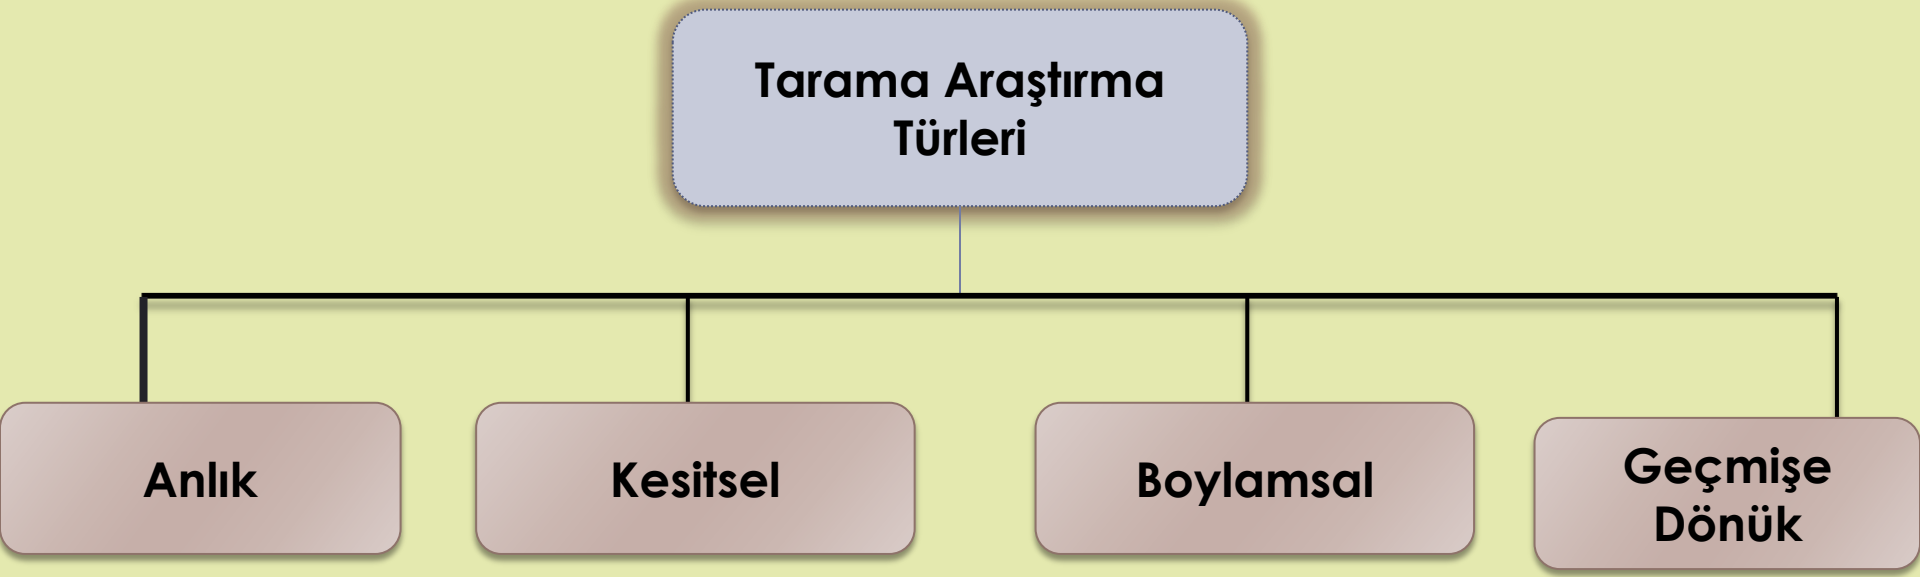 Tarama Araştırma
Türleri
Anlık
Kesitsel
Boylamsal
Geçmişe
Dönük